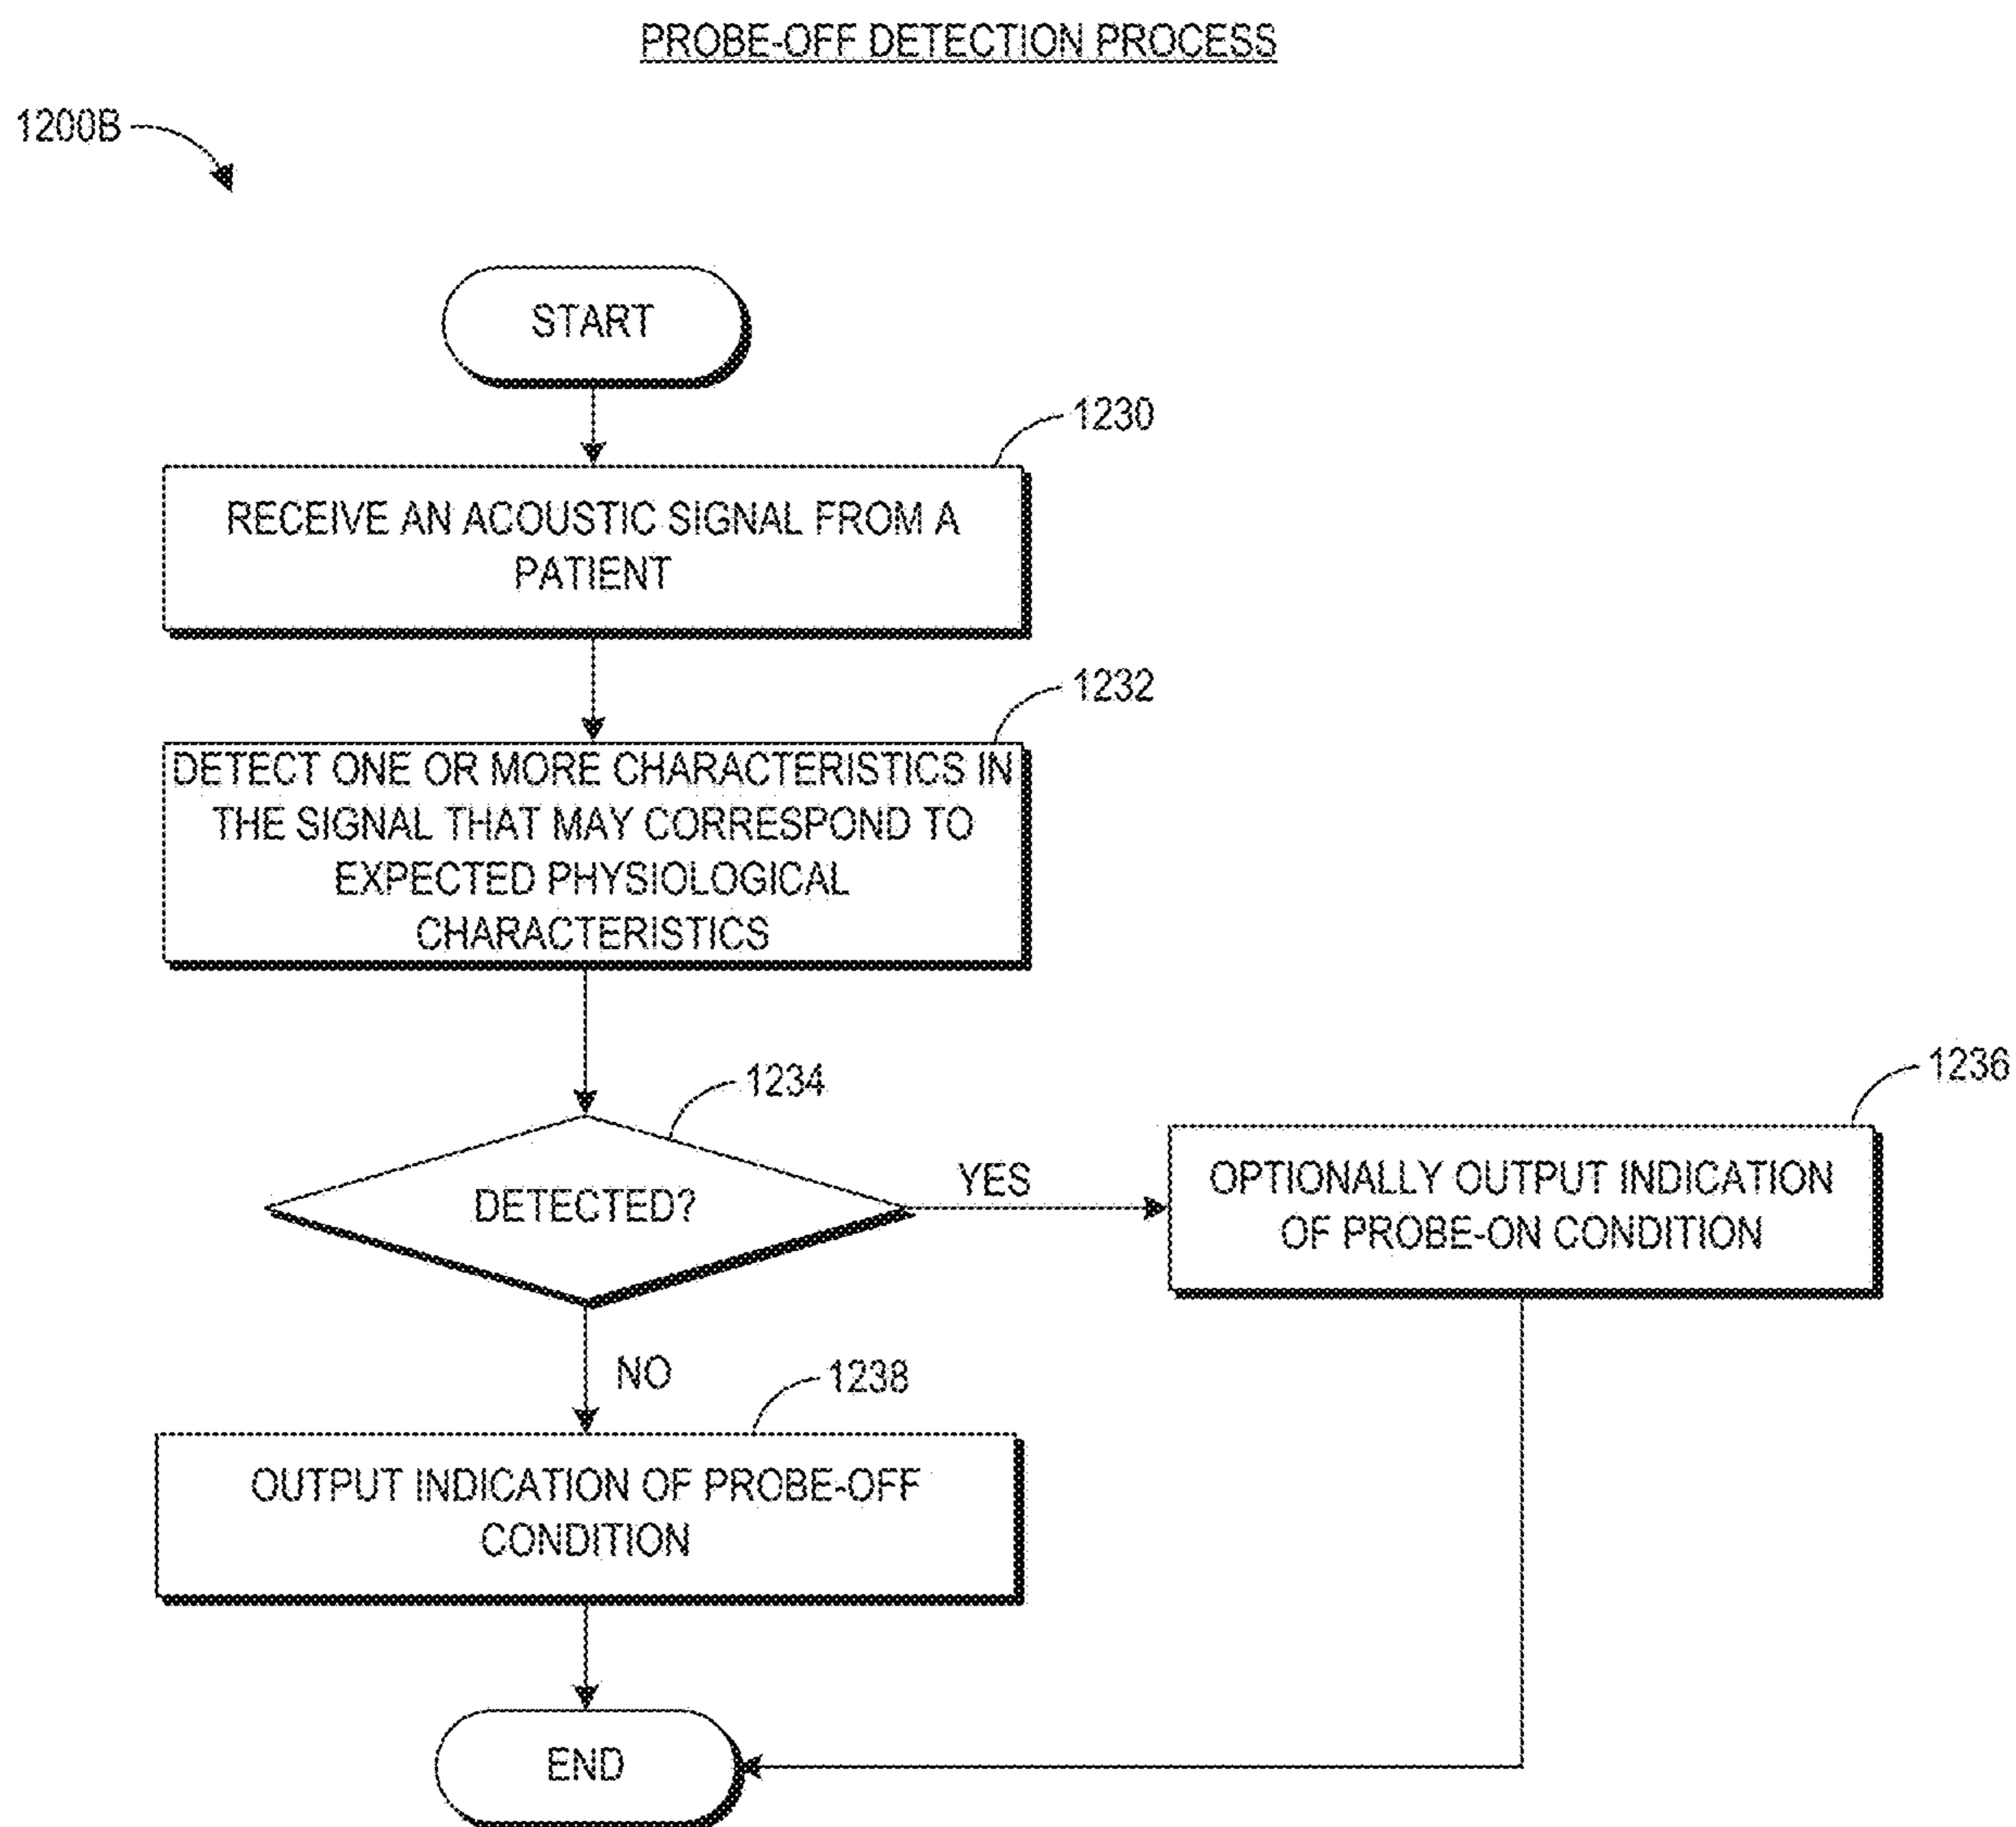 PROBE-OFF DETECTION PROCESS
1200B
START
1230
RECEIVE AN ACOUSTIC SIGNAL FROM A
PATIENT
1232
DETECT ONE OR MORE CHARACTERISTICS IN
THE SIGNAL THAT MAY CORRESPOND TO
EXPECTED PHYSIOLOGICAL
CHARACTERISTICS
1234
DETECTED?
YES
1236
OPTIONALLY OUTPUT INDICATION
OF PROBE-ON CONDITION
NO
1238
OUTPUT INDICATION OF PROBE-OFF
CONDITION
END